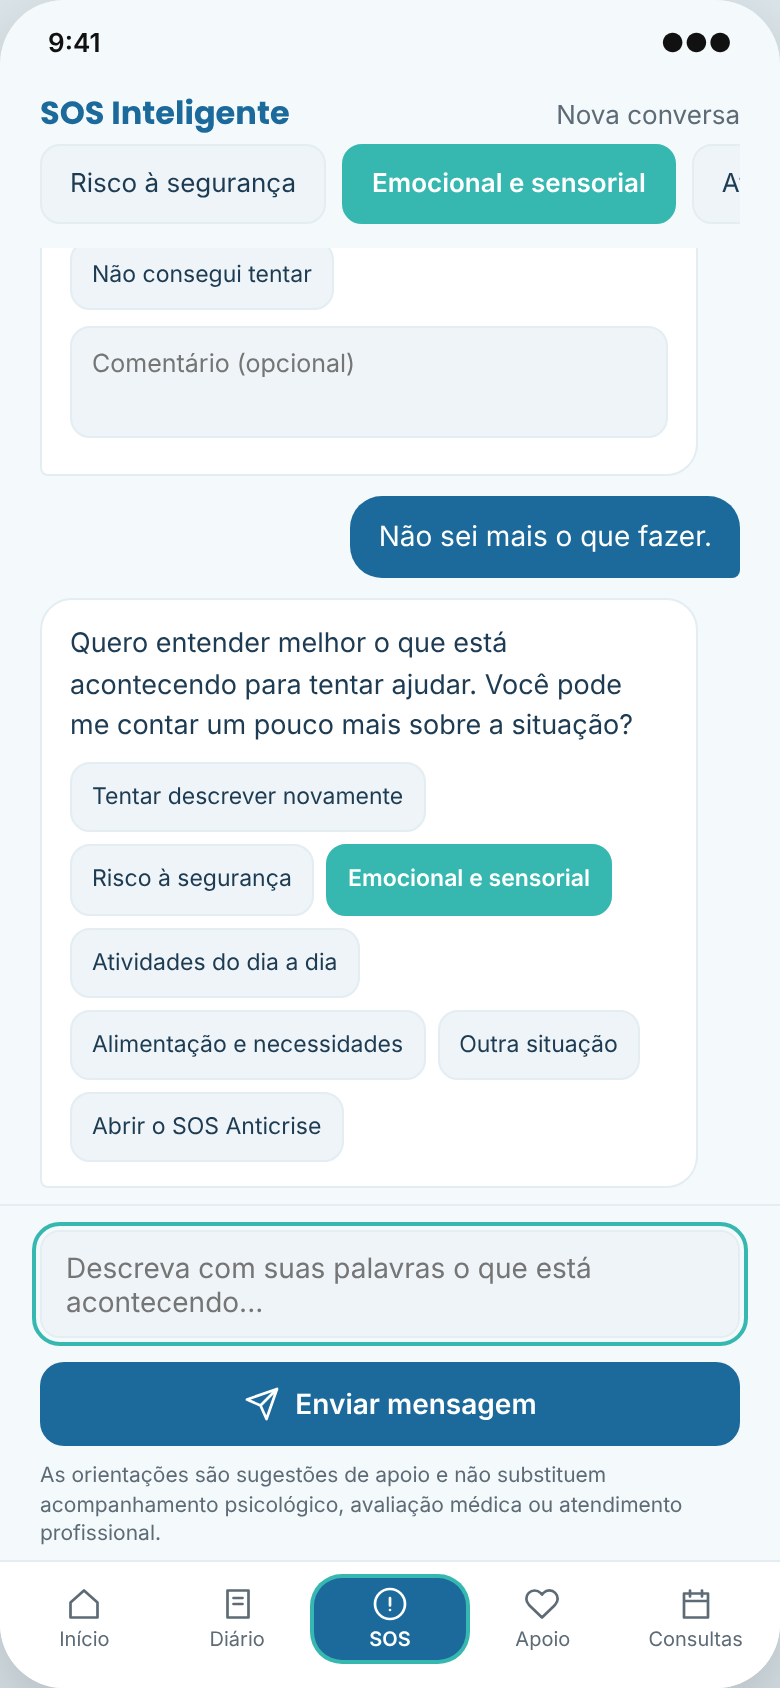 9:41
SOS Inteligente
Nova conversa
Risco à segurança
Emocional e sensorial
Não consegui tentar
Comentário (opcional)
Não sei mais o que fazer.
Quero entender melhor o que está
acontecendo para tentar ajudar. Você pode
me contar um pouco mais sobre a situação?
Tentar descrever novamente
Risco à segurança
Emocional e sensorial
Atividades do dia a dia
Alimentação e necessidades
Outra situação
Abrir o SOS Anticrise
Descreva com suas palavras o que está
acontecendo...
Enviar mensagem
As orientações são sugestões de apoio e não substituem
acompanhamento psicológico, avaliação médica ou atendimento
profissional.
Início
Diário
SOS
Apoio
Consultas